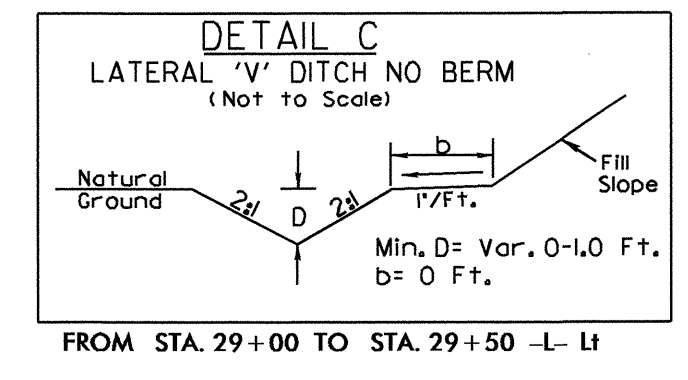 DETAIL C
LATERAL 'V' DITCH NO BERM
(Not to Scale)
b
Natural
Ground
2:1
D
2:1
1"/Ft.
Fill
Slope
Min. D= Var. 0-1.0 Ft.
b= 0 Ft.
FROM STA. 29+00 TO STA. 29+50 -L- Lt